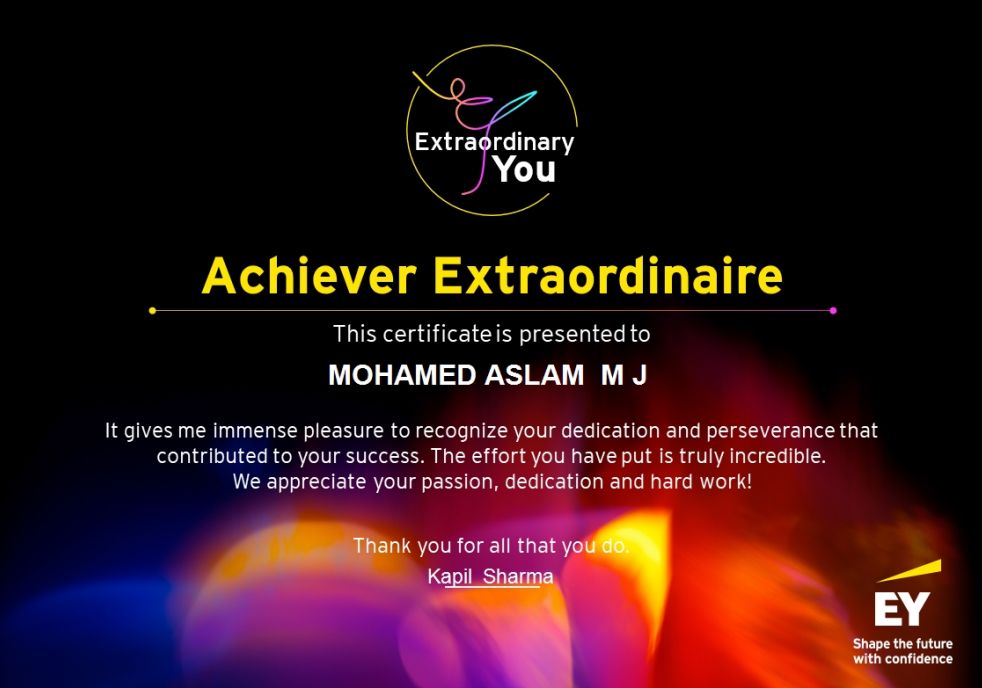 Extraordinary
You
Achiever Extraordinaire
This certificate is presented to
MOHAMED ASLAM M J
It gives me immense pleasure to recognize your dedication and perseverance that
contributed to your success. The effort you have put is truly incredible.
We appreciate your passion, dedication and hard work!
Thank you for all that you do.
Kapil Sharma
EY
Shape the future
with confidence